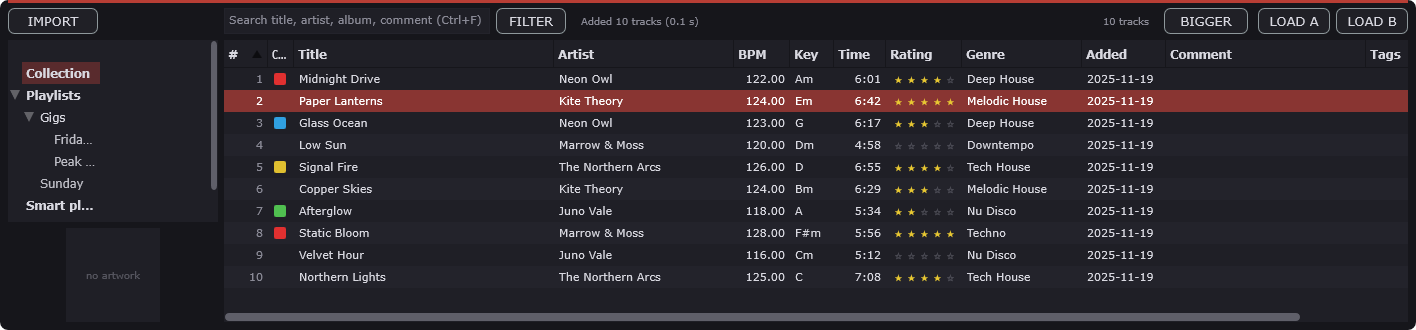 IMPORT Search title, artist, album, comment (Ctrl+F) FILTER Added 10 tracks (0.1 s) 10 tracks BIGGER LOAD A LOAD B
Collection
Playlists
Gigs
Frida...
Peak ...
Sunday
Smart pl...
no artwork
# C... Title Artist BPM Key Time Rating Genre Added Comment Tags
1 Midnight Drive Neon Owl 122.00 Am 6:01 ★★★★☆ Deep House 2025-11-19
2 Paper Lanterns Kite Theory 124.00 Em 6:42 ★★★★★ Melodic House 2025-11-19
3 Glass Ocean Neon Owl 123.00 G 6:17 ★★★☆☆ Deep House 2025-11-19
4 Low Sun Marrow & Moss 120.00 Dm 4:58 ☆☆☆☆☆ Downtempo 2025-11-19
5 Signal Fire The Northern Arcs 126.00 D 6:55 ★★★★☆ Tech House 2025-11-19
6 Copper Skies Kite Theory 124.00 Bm 6:29 ★★★☆☆ Melodic House 2025-11-19
7 Afterglow Juno Vale 118.00 A 5:34 ★★☆☆☆ Nu Disco 2025-11-19
8 Static Bloom Marrow & Moss 128.00 F#m 5:56 ★★★★★ Techno 2025-11-19
9 Velvet Hour Juno Vale 116.00 Cm 5:12 ☆☆☆☆☆ Nu Disco 2025-11-19
10 Northern Lights The Northern Arcs 125.00 C 7:08 ★★★★☆ Tech House 2025-11-19